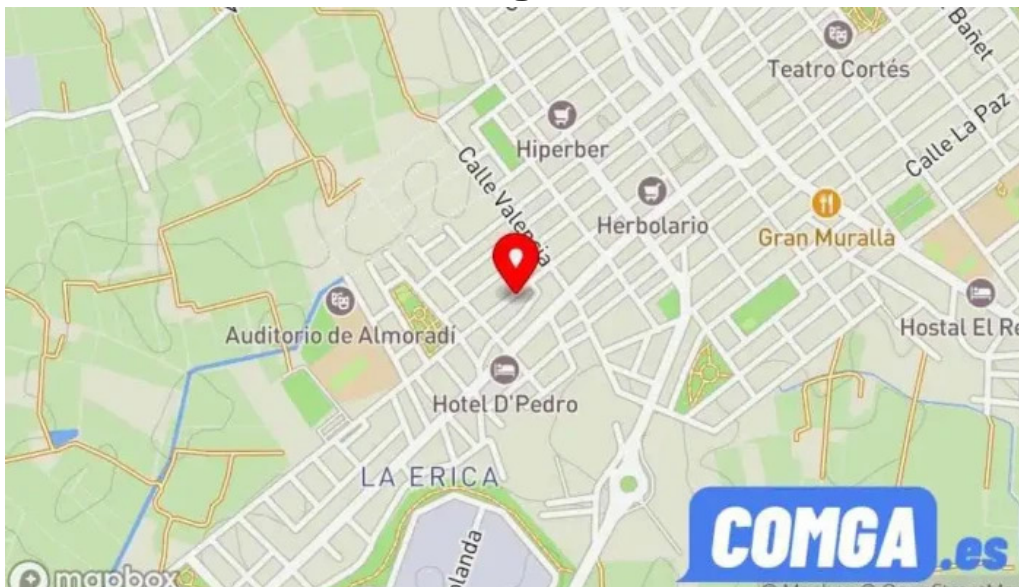 Bañet
Teatro Cortés
Calle La Paz
Hiperber
Calle Valencia
Herbolario
Gran Muralla
Auditorio de Almoradí
Hostal El Re
Hotel D'Pedro
LA ERICA
COMGA.es
mapbox